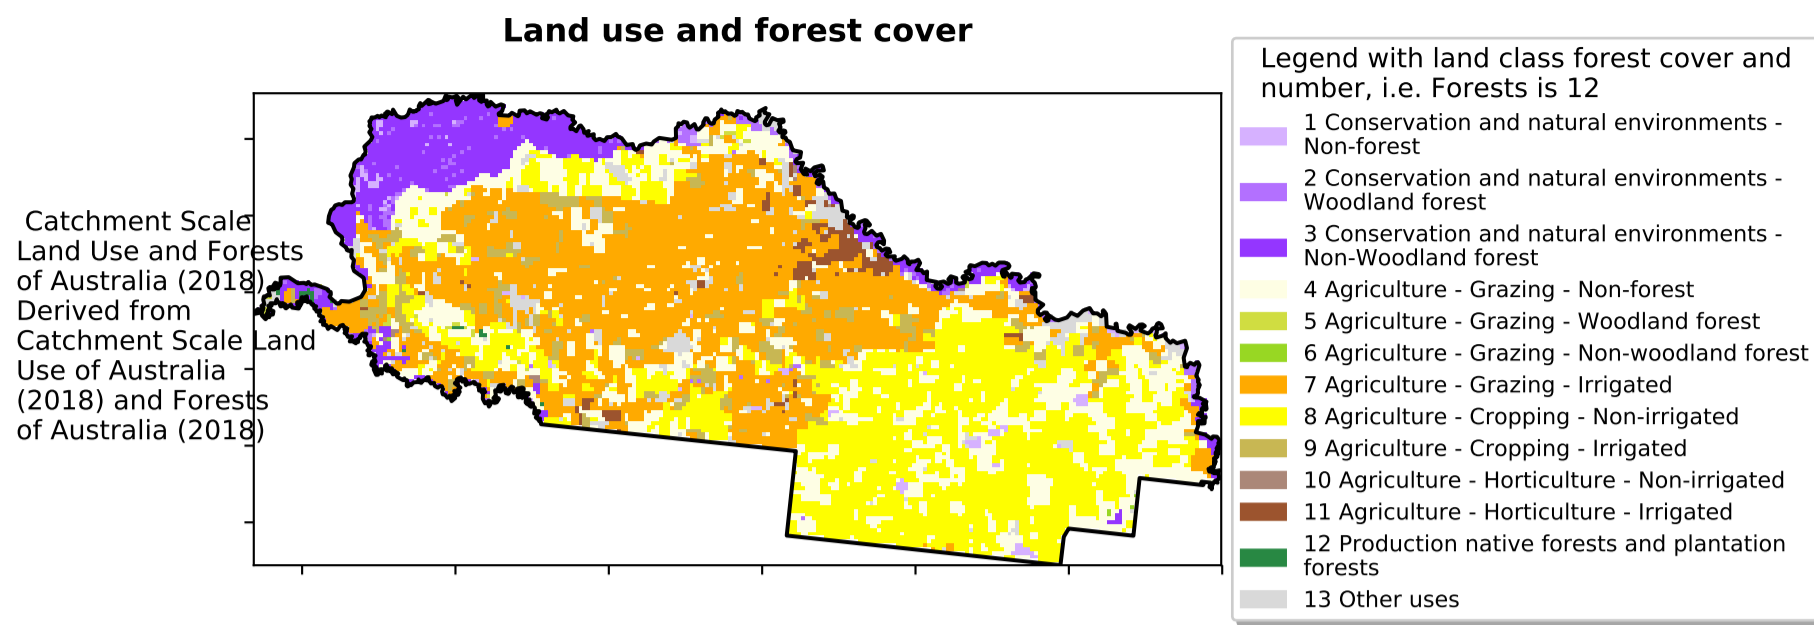 Land use and forest cover
Catchment Scale
Land Use and Forests
of Australia (2018)
Derived from
Catchment Scale Land
Use of Australia
(2018) and Forests
of Australia (2018)
Legend with land class forest cover and
number, i.e. Forests is 12
1 Conservation and natural environments -
Non-forest
2 Conservation and natural environments -
Woodland forest
3 Conservation and natural environments -
Non-Woodland forest
4 Agriculture - Grazing - Non-forest
5 Agriculture - Grazing - Woodland forest
6 Agriculture - Grazing - Non-woodland forest
7 Agriculture - Grazing - Irrigated
8 Agriculture - Cropping - Non-irrigated
9 Agriculture - Cropping - Irrigated
10 Agriculture - Horticulture - Non-irrigated
11 Agriculture - Horticulture - Irrigated
12 Production native forests and plantation
forests
13 Other uses